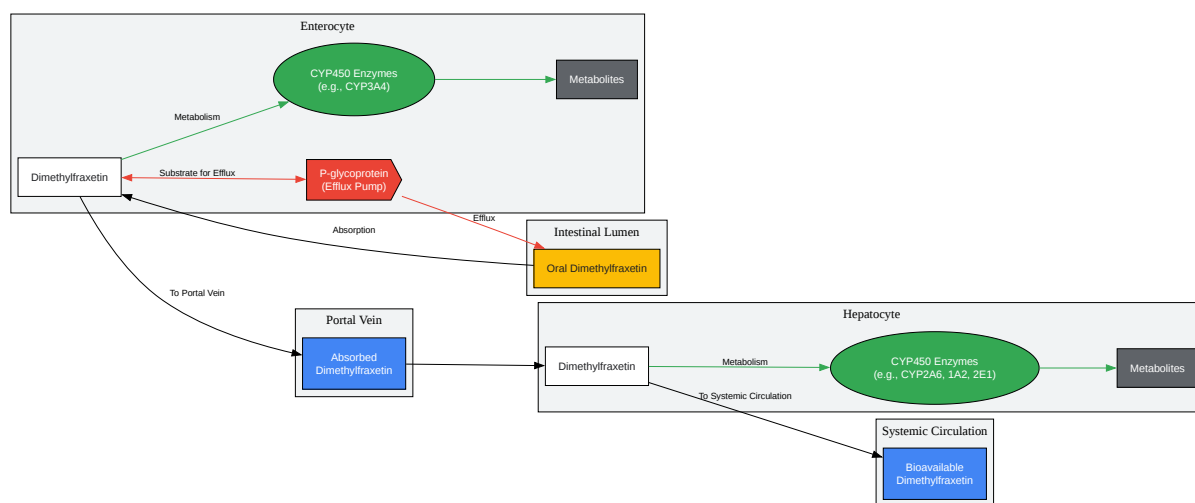 Enterocyte
CYP450 Enzymes
(e.g., CYP3A4)
Metabolites
Metabolism
Dimethylfraxetin
Substrate for Efflux
P-glycoprotein
(Efflux Pump)
Efflux
Absorption
Intestinal Lumen
Oral Dimethylfraxetin
To Portal Vein
Portal Vein
Absorbed
Dimethylfraxetin
Hepatocyte
Dimethylfraxetin
Metabolism
CYP450 Enzymes
(e.g., CYP2A6, 1A2, 2E1)
Metabolites
To Systemic Circulation
Systemic Circulation
Bioavailable
Dimethylfraxetin